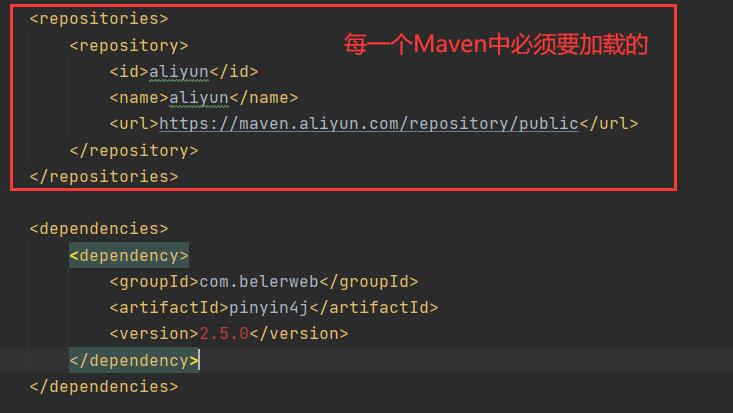 <repositories>
<repository>
每一个Maven中必须要加载的
<id>aliyun</id>
<name>aliyun</name>
<url>https://maven.aliyun.com/repository/public</url>
</repository>
</repositories>
<dependencies>
<dependency>
<groupId>com.belerweb</groupId>
<artifactId>pinyin4j</artifactId>
<version>2.5.0</version>
</dependency>
</dependencies>